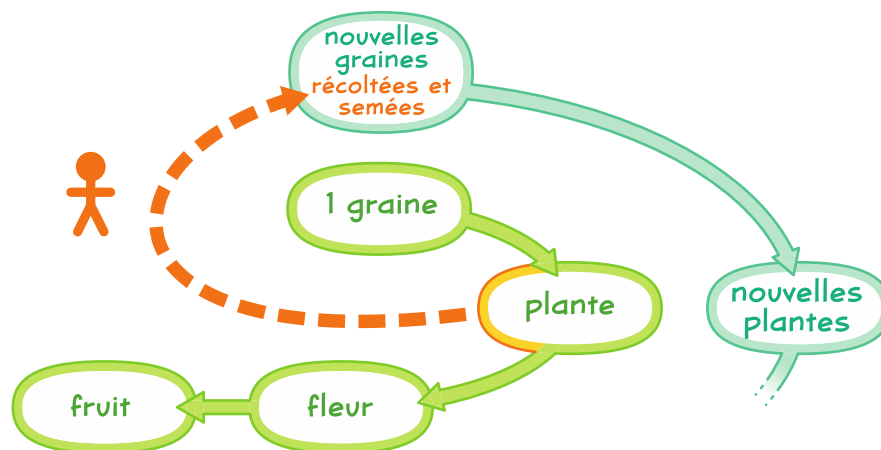 nouvelles
graines
récoltées et
semées
1 graine
plante
nouvelles
plantes
fleur
fruit